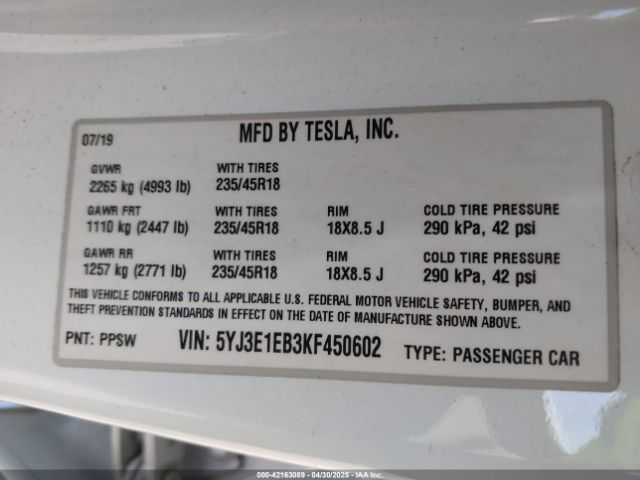 07/19 MFD BY TESLA, INC.
GVWR WITH TIRES
2265 kg (4993 lb) 235/45R18
GAWR FRT WITH TIRES RIM COLD TIRE PRESSURE
1110 kg (2447 lb) 235/45R18 18X8.5 J 290 kPa, 42 psi
GAWR RR WITH TIRES RIM COLD TIRE PRESSURE
1257 kg (2771 lb) 235/45R18 18X8.5 J 290 kPa, 42 psi
THIS VEHICLE CONFORMS TO ALL APPLICABLE U.S. FEDERAL MOTOR VEHICLE SAFETY, BUMPER, AND
THEFT PREVENTION STANDARDS IN EFFECT ON THE DATE OF MANUFACTURE SHOWN ABOVE.
PNT: PPSW VIN: 5YJ3E1EB3KF450602 TYPE: PASSENGER CAR
000-42163089 - 04/30/2025 - IAAI.COM